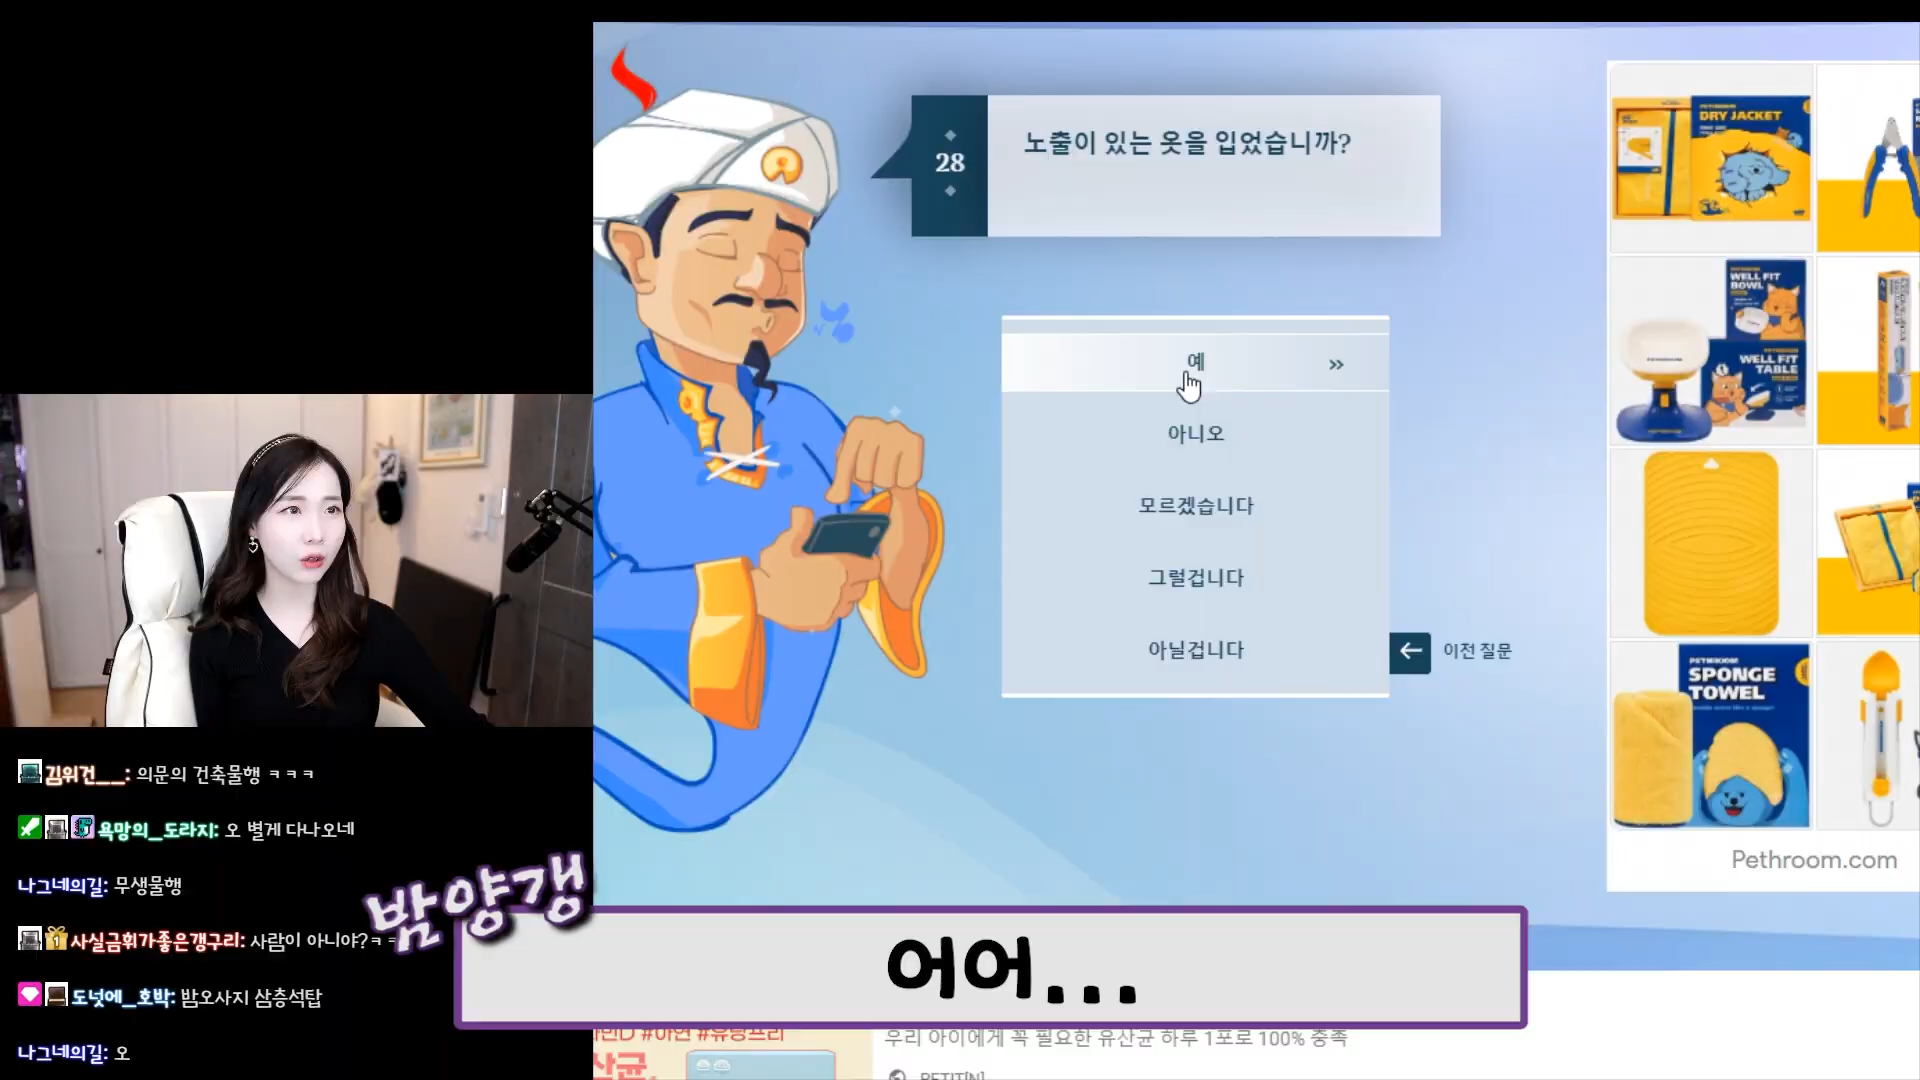 28
노출이 있는 옷을 입었습니까?
예
아니오
모르겠습니다
그럴겁니다
아닐겁니다
이전 질문
DRY JACKET
WELL FIT
BOWL
WELL FIT
TABLE
PETHROOM
SPONGE
TOWEL
Pethroom.com
김위건__: 의문의 건축물행 ㅋㅋㅋ
욕망의_도라지: 오 별게 다나오네
나그네의길: 무생물행
사실금휘가좋은갱구리: 사람이 아니야?ㅋㅋ
도넛에_호박: 밤오사지 삼층석탑
나그네의길: 오
밤양갱
어어...
우리 아이에게 꼭 필요한 유산균 하루 1포로 100% 충족
PETIT[N]